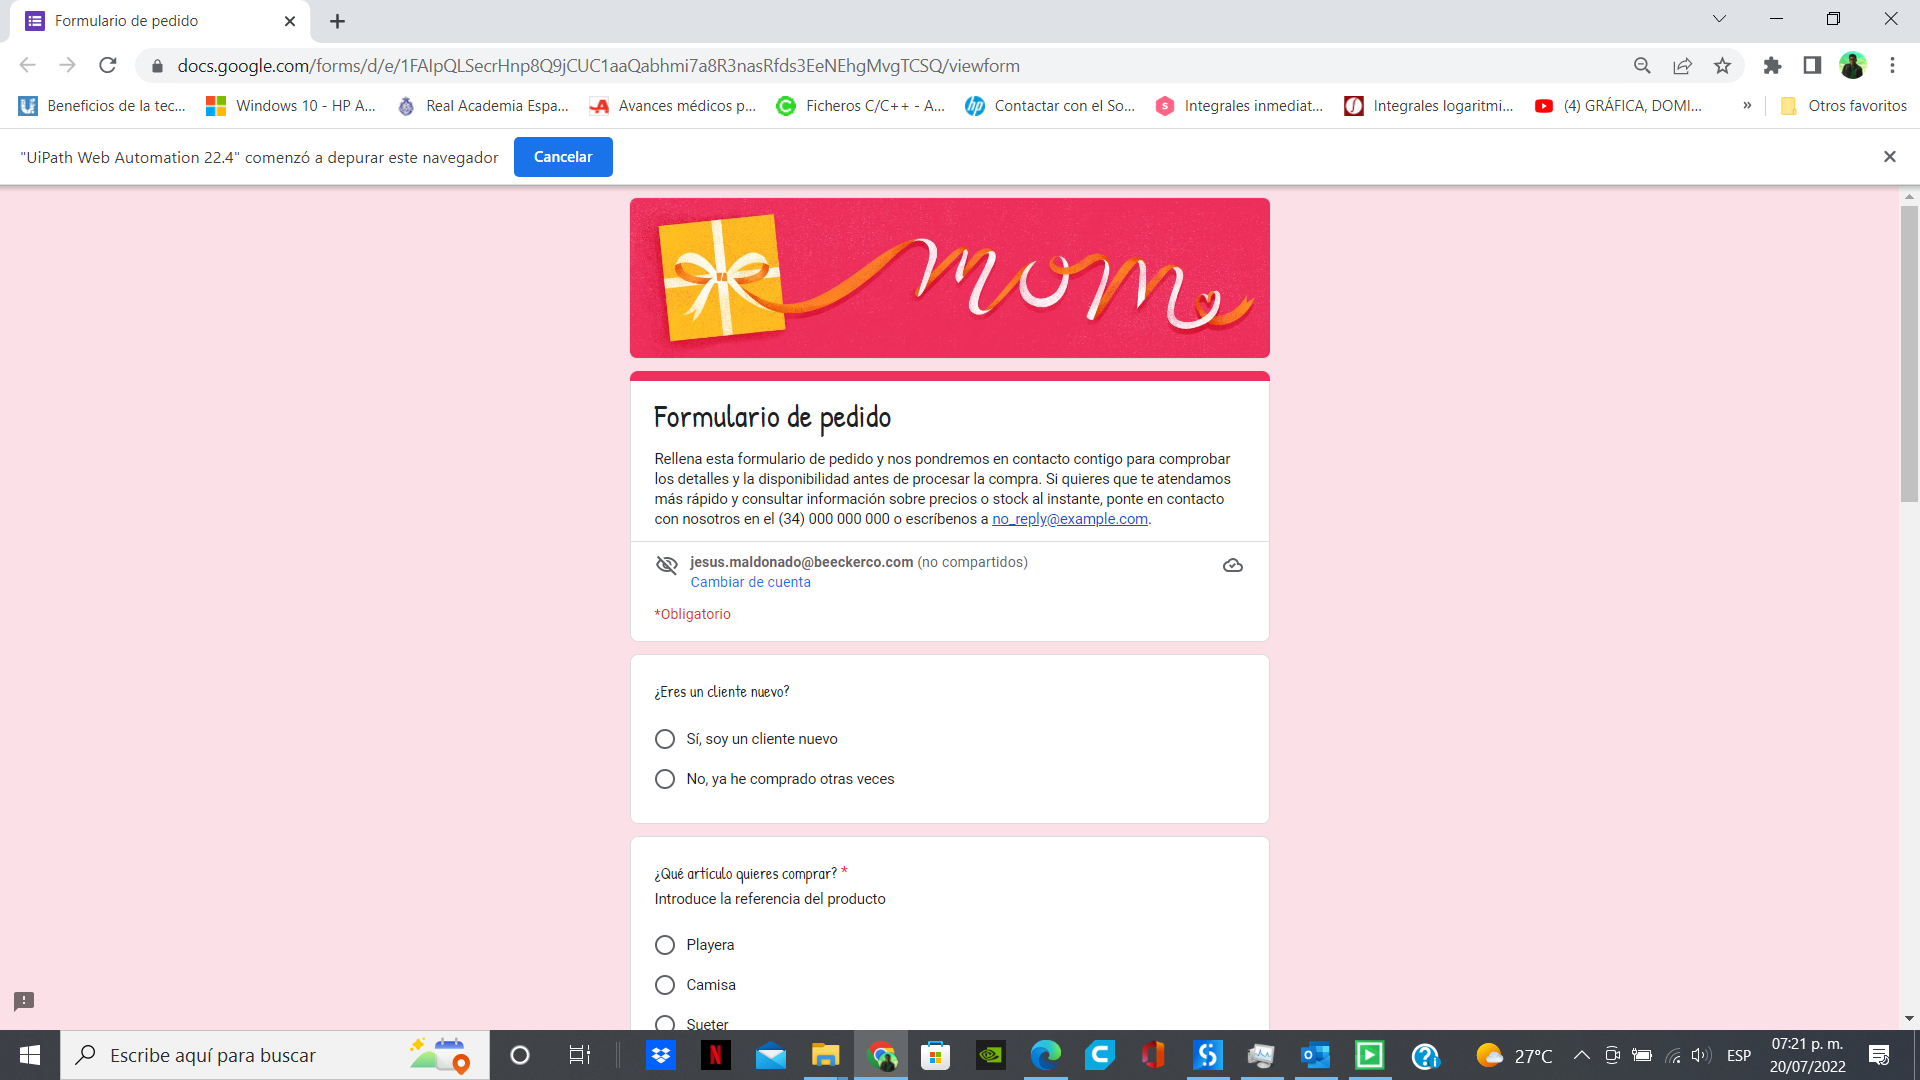 Formulario de pedido
docs.google.com/forms/d/e/1FAIpQLSecrHnp8Q9jCUC1aaQabhmi7a8R3nasRfds3EeNEhgMvgTCSQ/viewform
Beneficios de la tec...
Windows 10 - HP A...
Real Academia Espa...
Avances médicos p...
Ficheros C/C++ - A...
Contactar con el So...
Integrales inmediat...
Integrales logaritmi...
(4) GRÁFICA, DOMI...
»
Otros favoritos
"UiPath Web Automation 22.4" comenzó a depurar este navegador
Cancelar
mom
Formulario de pedido
Rellena esta formulario de pedido y nos pondremos en contacto contigo para comprobar
los detalles y la disponibilidad antes de procesar la compra. Si quieres que te atendamos
más rápido y consultar información sobre precios o stock al instante, ponte en contacto
con nosotros en el (34) 000 000 000 o escríbenos a no_reply@example.com.
jesus.maldonado@beeckerco.com (no compartidos)
Cambiar de cuenta
*Obligatorio
¿Eres un cliente nuevo?
Sí, soy un cliente nuevo
No, ya he comprado otras veces
¿Qué artículo quieres comprar? *
Introduce la referencia del producto
Playera
Camisa
Sueter
Escribe aquí para buscar
27°C
ESP
07:21 p. m.
20/07/2022